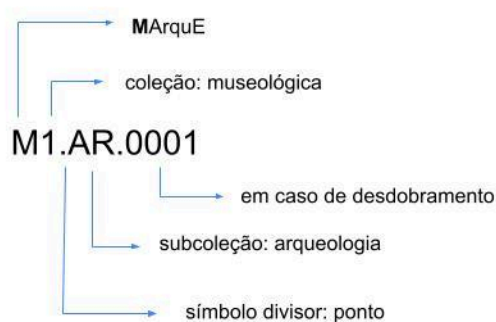 MArquE
coleção: museológica
M1.AR.0001
em caso de desdobramento
subcoleção: arqueologia
símbolo divisor: ponto